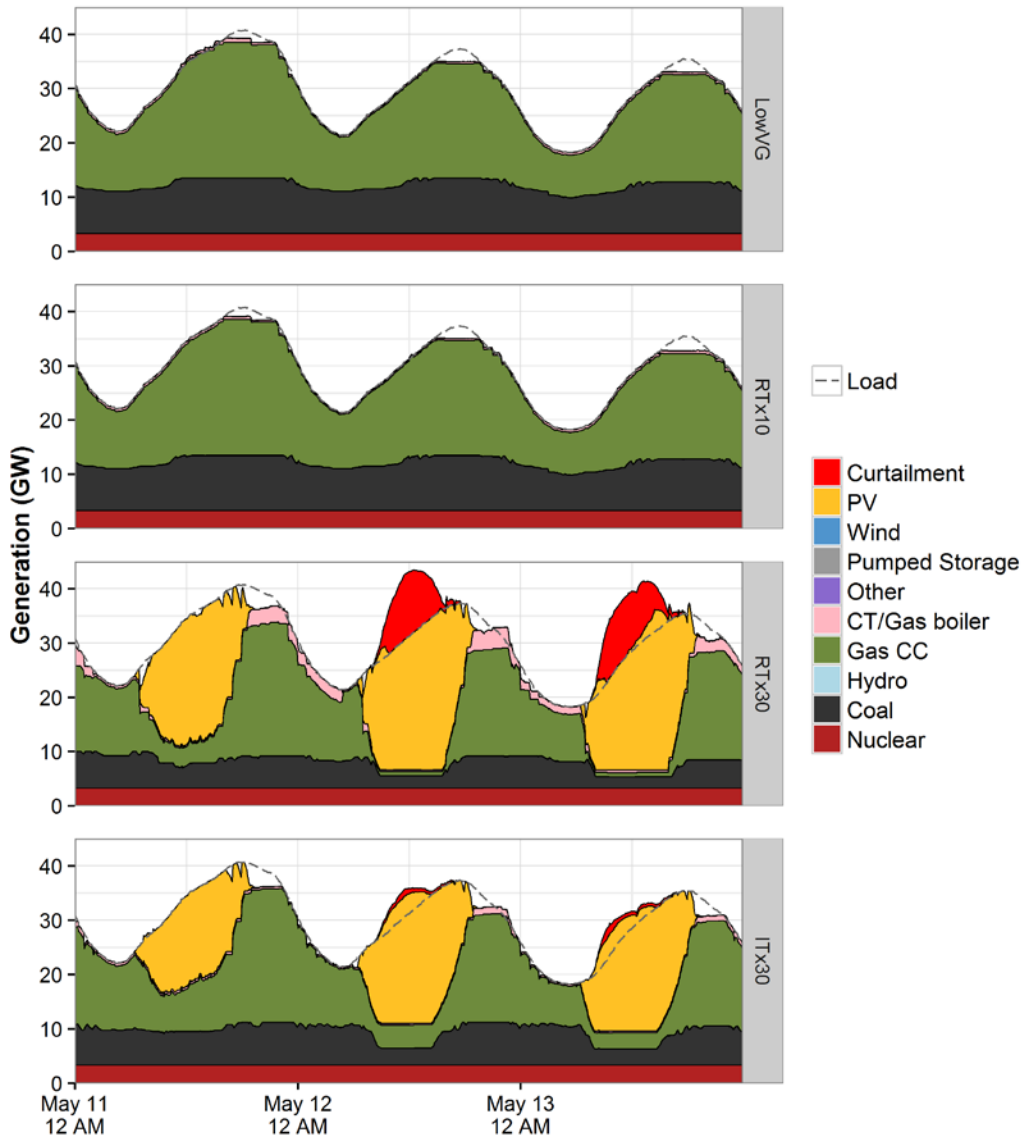 Generation (GW)
40
30
20
10
0
LowVG
40
30
20
10
0
RTx10
40
30
20
10
0
RTx30
40
30
20
10
0
ITx30
May 11
12 AM
May 12
12 AM
May 13
12 AM
Load
Curtailment
PV
Wind
Pumped Storage
Other
CT/Gas boiler
Gas CC
Hydro
Coal
Nuclear